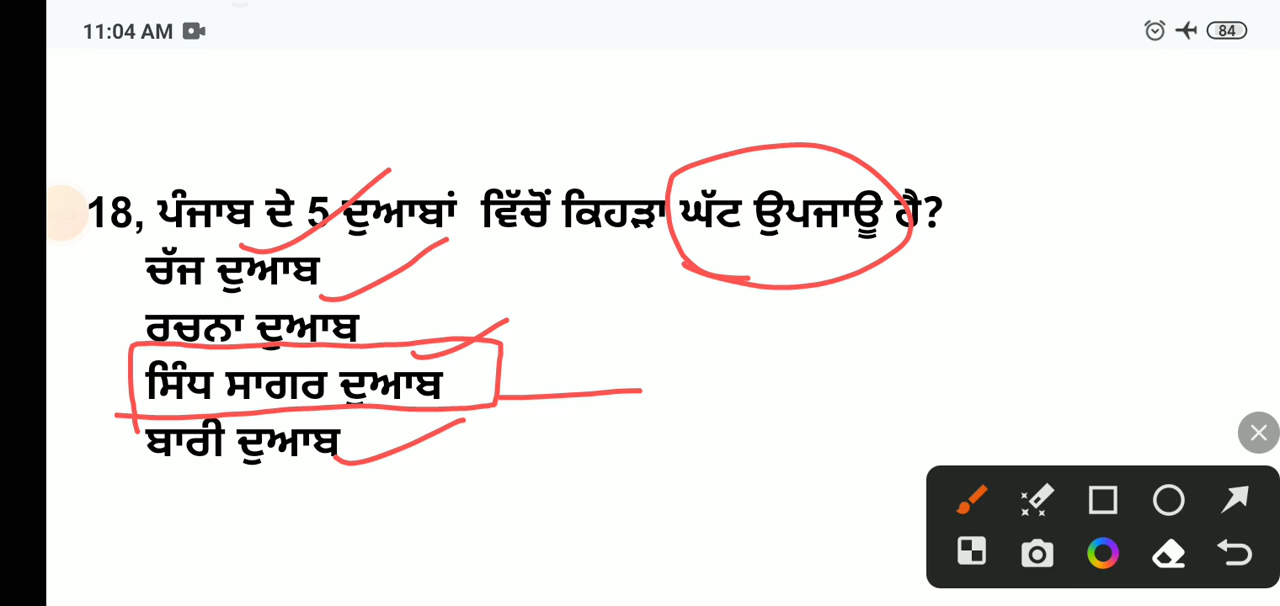 11:04 AM
84
18, ਪੰਜਾਬ ਦੇ 5 ਦੁਆਬਾਂ ਵਿੱਚੋਂ ਕਿਹੜਾ ਘੱਟ ਉਪਜਾਊ ਹੈ?
ਚੱਜ ਦੁਆਬ
ਰਚਨਾ ਦੁਆਬ
ਸਿੰਧ ਸਾਗਰ ਦੁਆਬ
ਬਾਰੀ ਦੁਆਬ